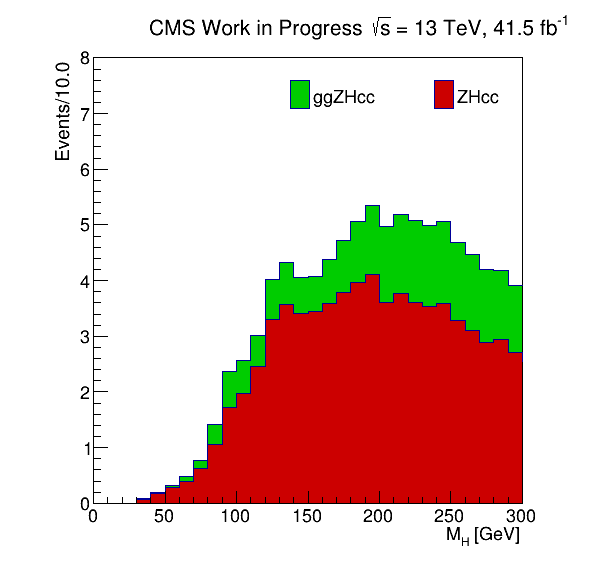 CMS Work in Progress √s = 13 TeV, 41.5 fb⁻¹
Events/10.0
8
7
6
5
4
3
2
1
0
ggZHcc ZHcc
0 50 100 150 200 250 300
M_H [GeV]